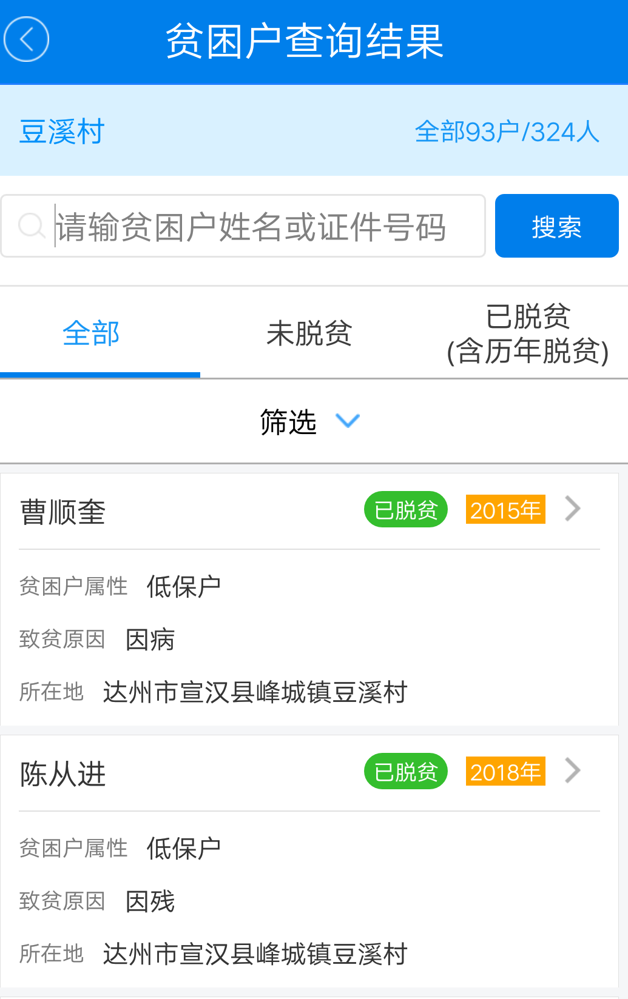 贫困户查询结果
豆溪村 全部93户/324人
请输贫困户姓名或证件号码 搜索
全部 未脱贫 已脱贫
(含历年脱贫)
筛选
曹顺奎 已脱贫 2015年
贫困户属性 低保户
致贫原因 因病
所在地 达州市宣汉县峰城镇豆溪村
陈从进 已脱贫 2018年
贫困户属性 低保户
致贫原因 因残
所在地 达州市宣汉县峰城镇豆溪村